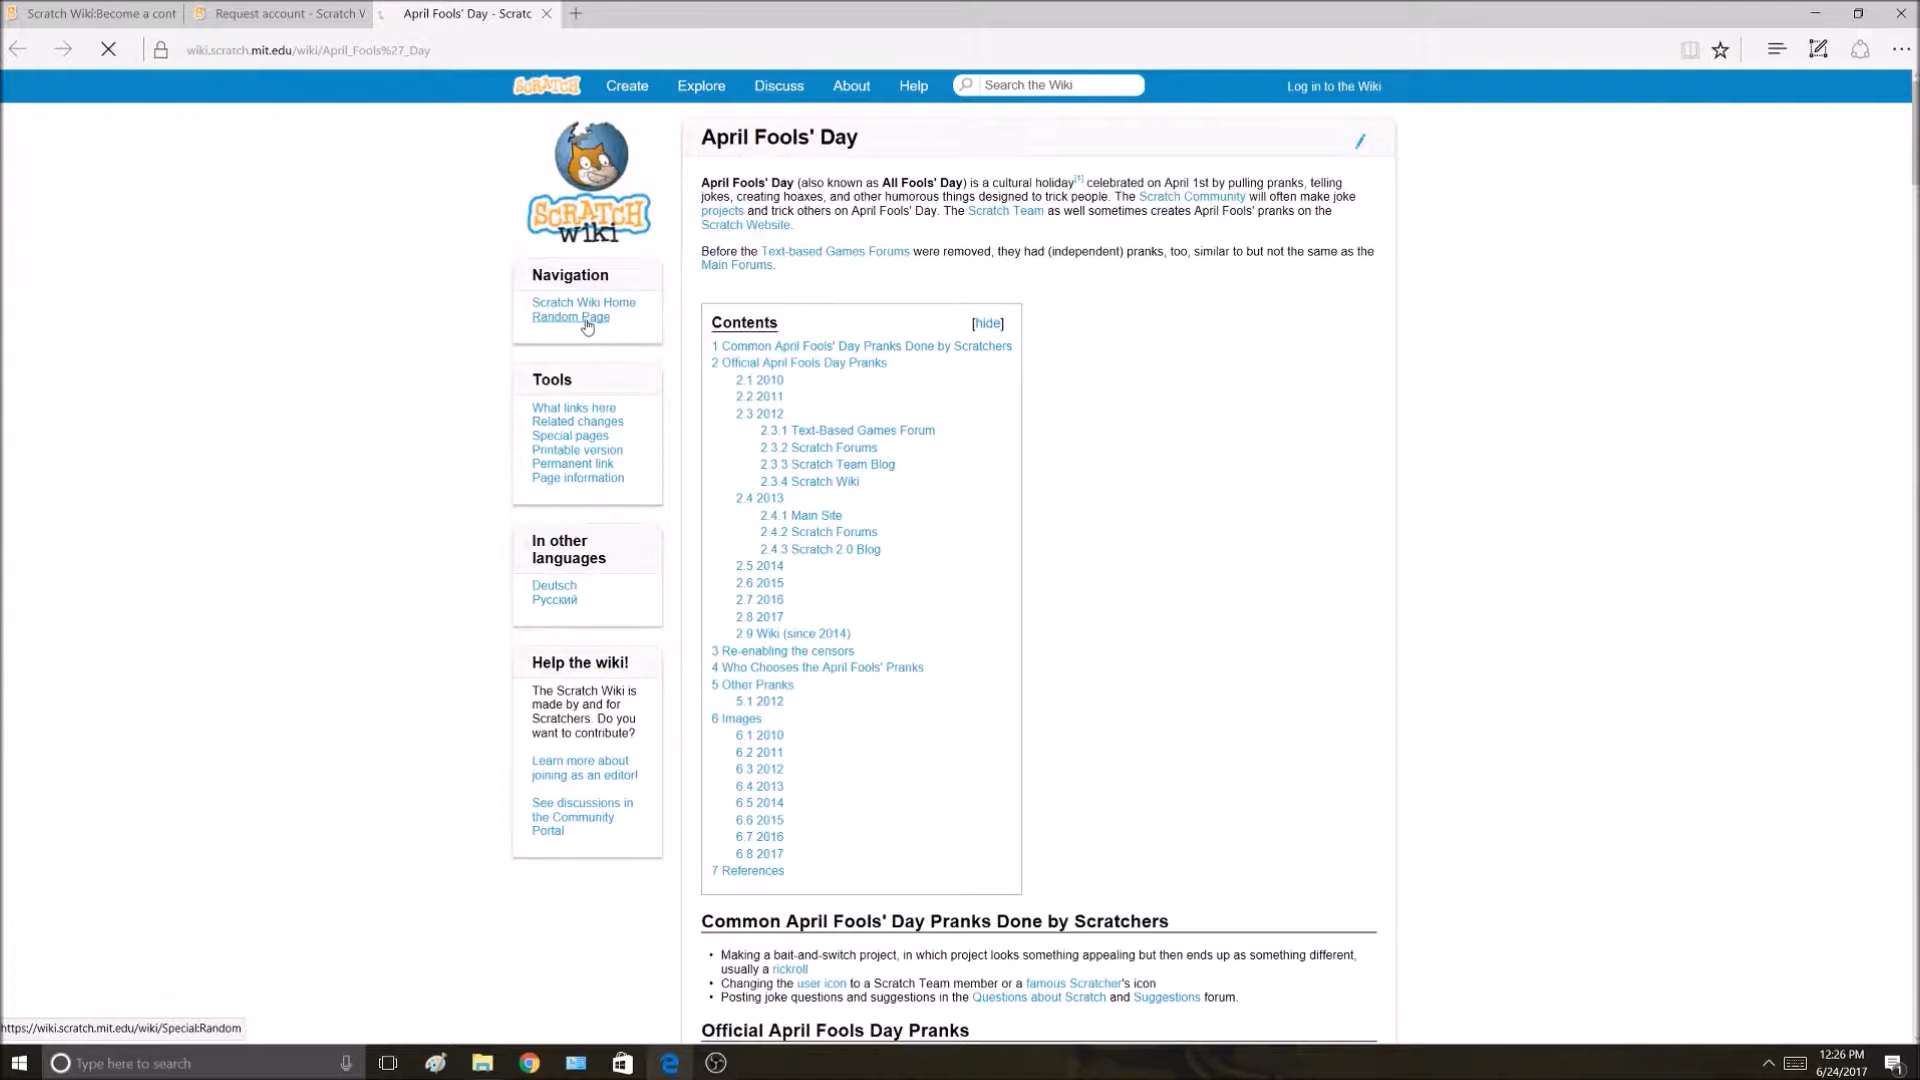 Scratch Wiki:Become a cont
Request account - Scratch V
April Fools' Day - Scratc
wiki.scratch.mit.edu/wiki/April_Fools%27_Day
SCRATCH
Create
Explore
Discuss
About
Help
Search the Wiki
Log in to the Wiki
SCRATCH
wiki
Navigation
Scratch Wiki Home
Random Page
Tools
What links here
Related changes
Special pages
Printable version
Permanent link
Page information
In other
languages
Deutsch
Русский
Help the wiki!
The Scratch Wiki is
made by and for
Scratchers. Do you
want to contribute?
Learn more about
joining as an editor!
See discussions in
the Community
Portal
April Fools' Day
April Fools' Day (also known as All Fools' Day) is a cultural holiday[1] celebrated on April 1st by pulling pranks, telling
jokes, creating hoaxes, and other humorous things designed to trick people. The Scratch Community will often make joke
projects and trick others on April Fools' Day. The Scratch Team as well sometimes creates April Fools' pranks on the
Scratch Website.
Before the Text-based Games Forums were removed, they had (independent) pranks, too, similar to but not the same as the
Main Forums.
Contents [hide]
1 Common April Fools' Day Pranks Done by Scratchers
2 Official April Fools Day Pranks
2.1 2010
2.2 2011
2.3 2012
2.3.1 Text-Based Games Forum
2.3.2 Scratch Forums
2.3.3 Scratch Team Blog
2.3.4 Scratch Wiki
2.4 2013
2.4.1 Main Site
2.4.2 Scratch Forums
2.4.3 Scratch 2.0 Blog
2.5 2014
2.6 2015
2.7 2016
2.8 2017
2.9 Wiki (since 2014)
3 Re-enabling the censors
4 Who Chooses the April Fools' Pranks
5 Other Pranks
5.1 2012
6 Images
6.1 2010
6.2 2011
6.3 2012
6.4 2013
6.5 2014
6.6 2015
6.7 2016
6.8 2017
7 References
Common April Fools' Day Pranks Done by Scratchers
• Making a bait-and-switch project, in which project looks something appealing but then ends up as something different,
usually a rickroll
• Changing the user icon to a Scratch Team member or a famous Scratcher's icon
• Posting joke questions and suggestions in the Questions about Scratch and Suggestions forum.
Official April Fools Day Pranks
https://wiki.scratch.mit.edu/wiki/Special:Random
Type here to search
12:26 PM
6/24/2017
1